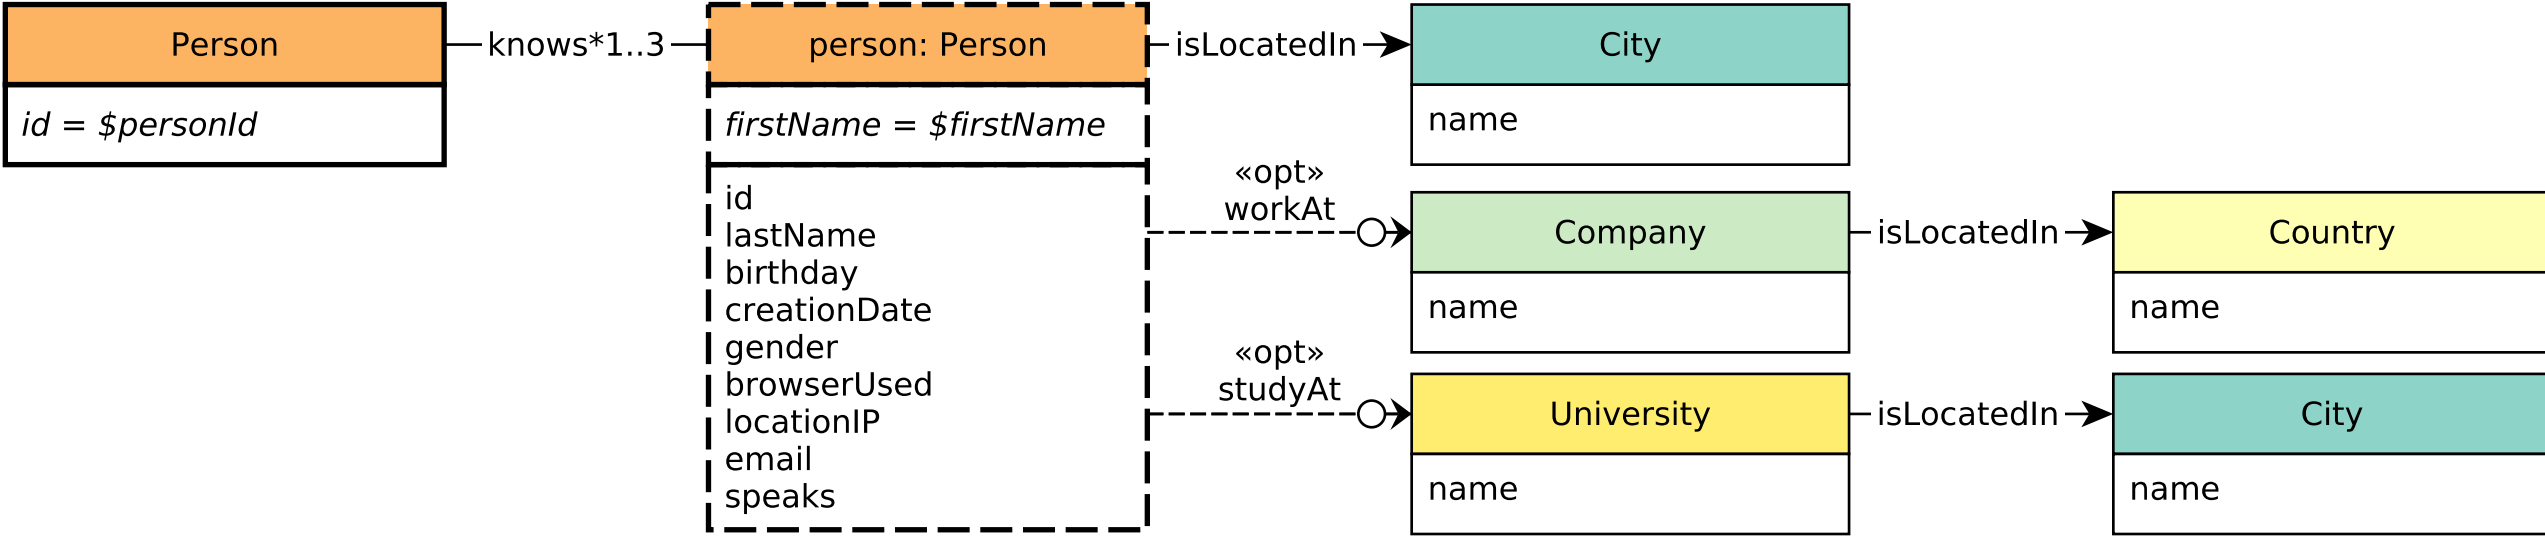 Person
id = $personId
knows*1..3
person: Person
firstName = $firstName
id
lastName
birthday
creationDate
gender
browserUsed
locationIP
email
speaks
isLocatedIn
City
name
«opt»
workAt
Company
name
isLocatedIn
Country
name
«opt»
studyAt
University
name
isLocatedIn
City
name